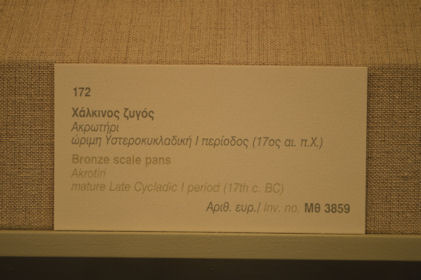 172
Χάλκινος ζυγός
Ακρωτήρι
ώριμη Υστεροκυκλαδική Ι περίοδος (17ος αι. π.Χ.)
Bronze scale pans
Akrotiri
mature Late Cycladic I period (17th c. BC)
Αριθ. ευρ./ Inv. no. Μθ 3859